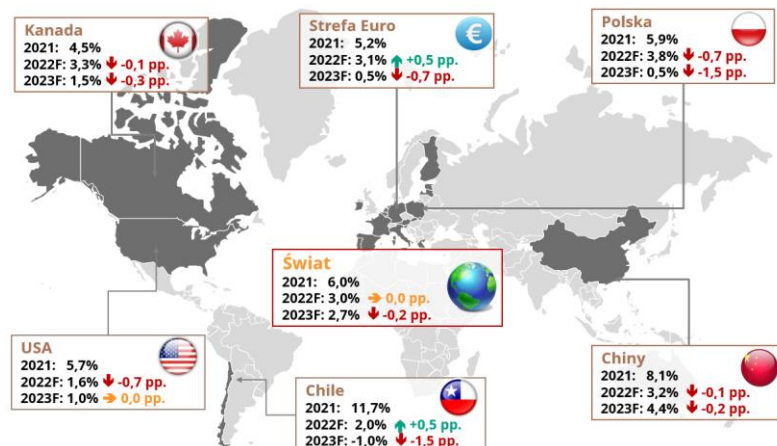 Kanada
2021: 4,5%
2022F: 3,3% -0,1 pp.
2023F: 1,5% -0,3 pp.
Strefa Euro
2021: 5,2%
2022F: 3,1% +0,5 pp.
2023F: 0,5% -0,7 pp.
€
Polska
2021: 5,9%
2022F: 3,8% -0,7 pp.
2023F: 0,5% -1,5 pp.
Świat
2021: 6,0%
2022F: 3,0% 0,0 pp.
2023F: 2,7% -0,2 pp.
USA
2021: 5,7%
2022F: 1,6% -0,7 pp.
2023F: 1,0% 0,0 pp.
Chile
2021: 11,7%
2022F: 2,0% +0,5 pp.
2023F: -1,0% -1,5 pp.
Chiny
2021: 8,1%
2022F: 3,2% -0,1 pp.
2023F: 4,4% -0,2 pp.